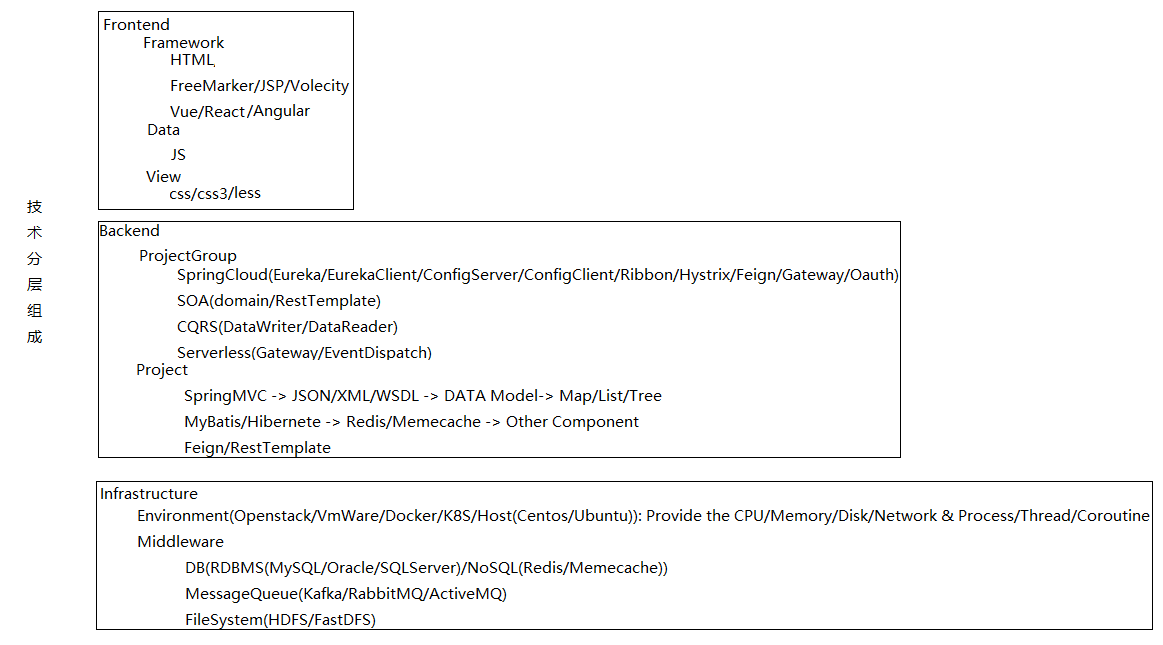 Frontend
Framework
HTML
FreeMarker/JSP/Volecity
Vue/React/Angular
Data
JS
View
css/css3/less
技术分层组成
Backend
ProjectGroup
SpringCloud(Eureka/EurekaClient/ConfigServer/ConfigClient/Ribbon/Hystrix/Feign/Gateway/Oauth)
SOA(domain/RestTemplate)
CQRS(DataWriter/DataReader)
Serverless(Gateway/EventDispatch)
Project
SpringMVC -> JSON/XML/WSDL -> DATA Model-> Map/List/Tree
MyBatis/Hibernete -> Redis/Memecache -> Other Component
Feign/RestTemplate
Infrastructure
Environment(Openstack/VmWare/Docker/K8S/Host(Centos/Ubuntu)): Provide the CPU/Memory/Disk/Network & Process/Thread/Coroutine
Middleware
DB(RDBMS(MySQL/Oracle/SQLServer)/NoSQL(Redis/Memecache))
MessageQueue(Kafka/RabbitMQ/ActiveMQ)
FileSystem(HDFS/FastDFS)